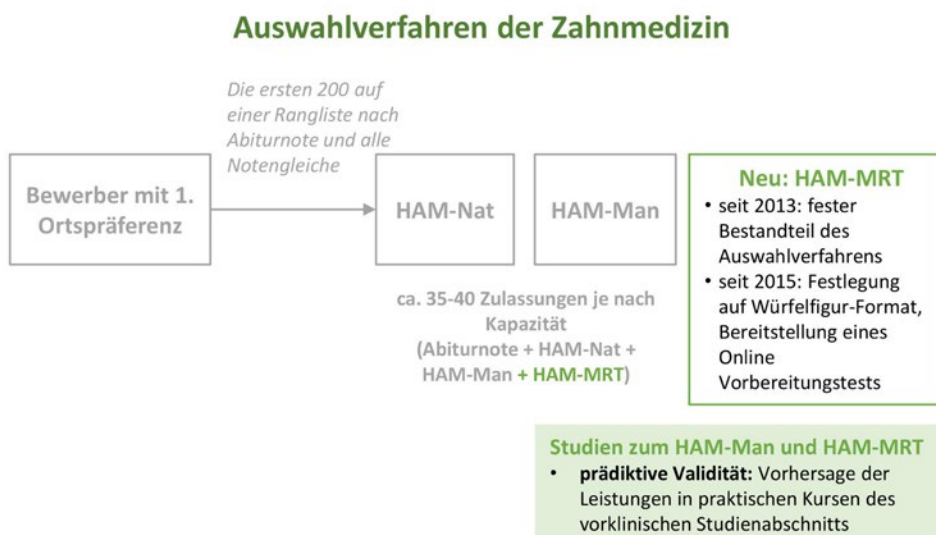 Auswahlverfahren der Zahnmedizin
Die ersten 200 auf
einer Rangliste nach
Abiturnote und alle
Notengleiche
Bewerber mit 1.
Ortspräferenz
HAM-Nat
HAM-Man
ca. 35-40 Zulassungen je nach
Kapazität
(Abiturnote + HAM-Nat +
HAM-Man + HAM-MRT)
Neu: HAM-MRT
• seit 2013: fester
Bestandteil des
Auswahlverfahrens
• seit 2015: Festlegung
auf Würfelfigur-Format,
Bereitstellung eines
Online
Vorbereitungstests
Studien zum HAM-Man und HAM-MRT
• prädiktive Validität: Vorhersage der
Leistungen in praktischen Kursen des
vorklinischen Studienabschnitts